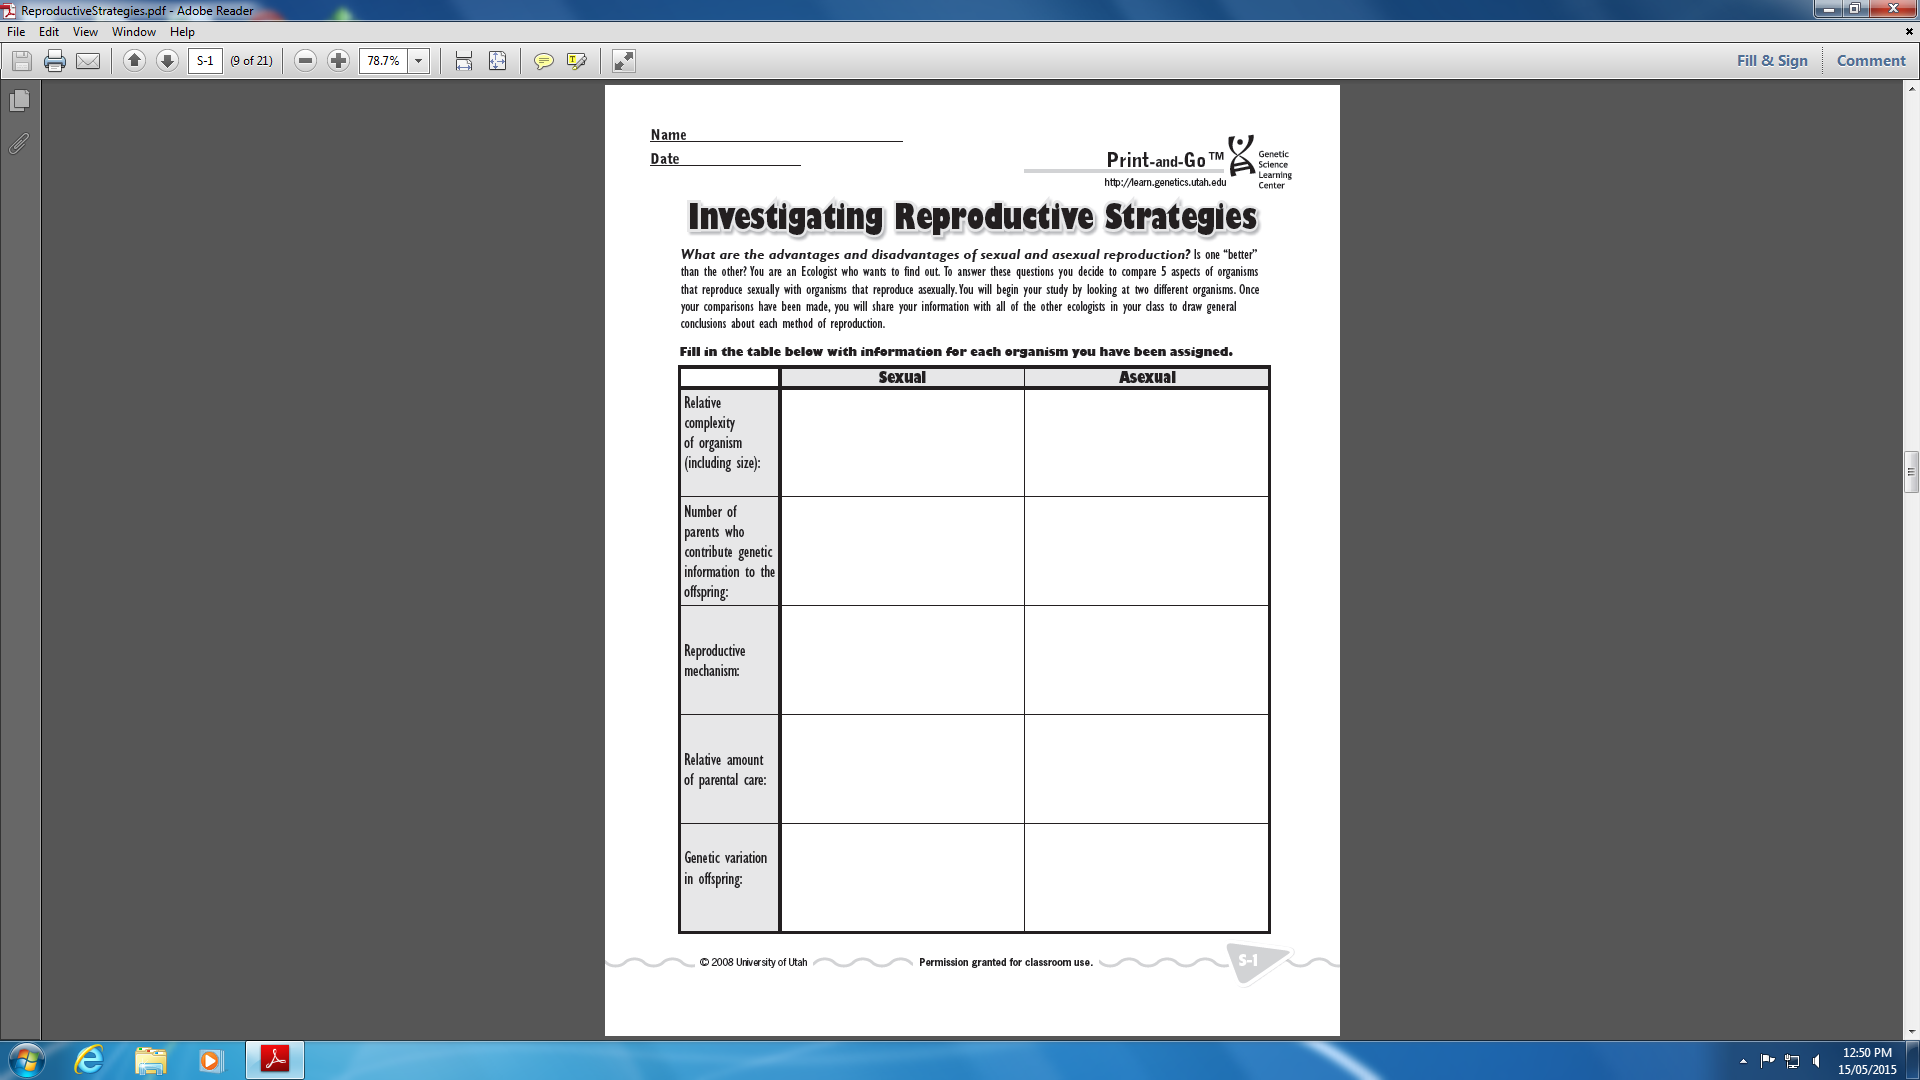 ReproductiveStrategies.pdf - Adobe Reader
File Edit View Window Help
S-1 (9 of 21) 78.7% Fill & Sign Comment
Name
Date
Print-and-Go™
http://learn.genetics.utah.edu
Genetic
Science
Learning
Center
Investigating Reproductive Strategies
What are the advantages and disadvantages of sexual and asexual reproduction? Is one “better”
than the other? You are an Ecologist who wants to find out. To answer these questions you decide to compare 5 aspects of organisms
that reproduce sexually with organisms that reproduce asexually. You will begin your study by looking at two different organisms. Once
your comparisons have been made, you will share your information with all of the other ecologists in your class to draw general
conclusions about each method of reproduction.
Fill in the table below with information for each organism you have been assigned.
Sexual Asexual
Relative
complexity
of organism
(including size):
Number of
parents who
contribute genetic
information to the
offspring:
Reproductive
mechanism:
Relative amount
of parental care:
Genetic variation
in offspring:
© 2008 University of Utah Permission granted for classroom use. S-1
12:50 PM
15/05/2015